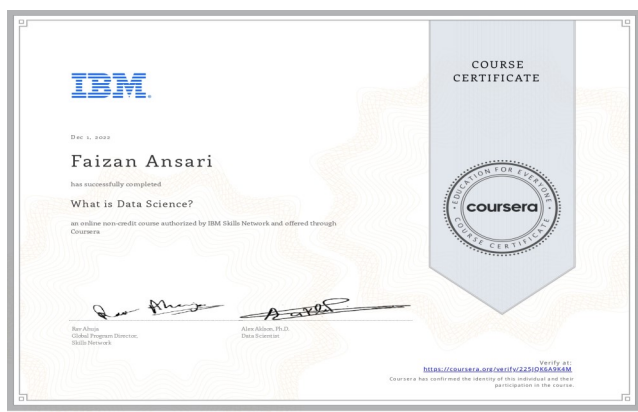 IBM
COURSE
CERTIFICATE
Dec 1, 2022
Faizan Ansari
has successfully completed
What is Data Science?
an online non-credit course authorized by IBM Skills Network and offered through
Coursera
EDUCATION FOR EVERYONE
coursera
COURSE CERTIFICATE
Rav Ahuja
Global Program Director,
Skills Network
Alex Aklson, Ph.D.
Data Scientist
Verify at:
https://coursera.org/verify/225JQK6A9K4M
Coursera has confirmed the identity of this individual and their
participation in the course.